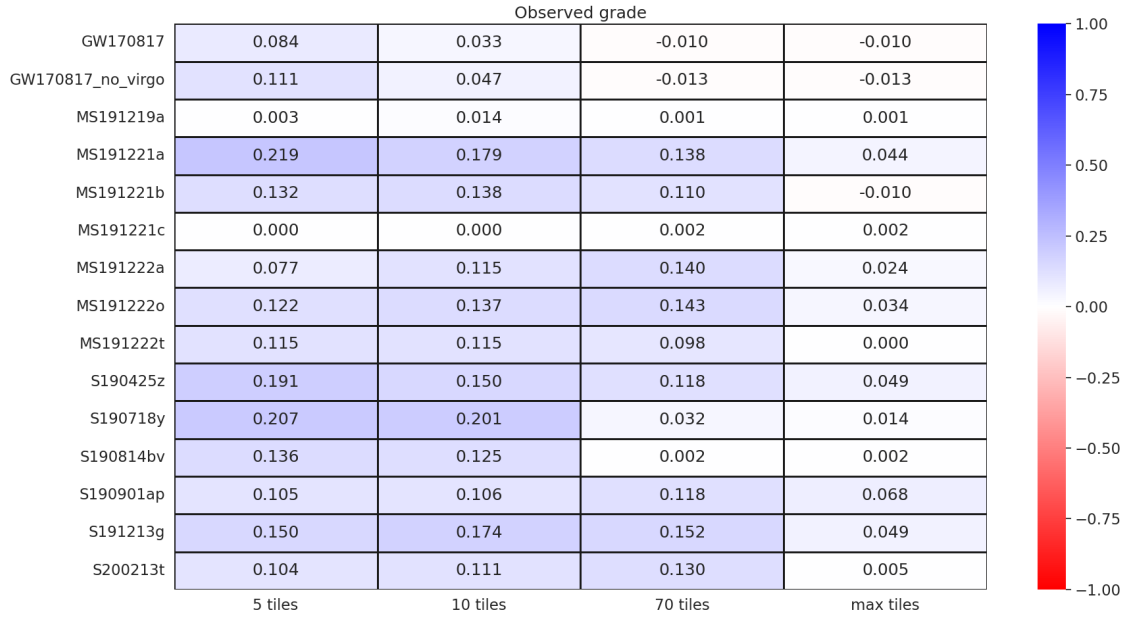 Observed grade
GW170817 0.084 0.033 -0.010 -0.010
GW170817_no_virgo 0.111 0.047 -0.013 -0.013
MS191219a 0.003 0.014 0.001 0.001
MS191221a 0.219 0.179 0.138 0.044
MS191221b 0.132 0.138 0.110 -0.010
MS191221c 0.000 0.000 0.002 0.002
MS191222a 0.077 0.115 0.140 0.024
MS191222o 0.122 0.137 0.143 0.034
MS191222t 0.115 0.115 0.098 0.000
S190425z 0.191 0.150 0.118 0.049
S190718y 0.207 0.201 0.032 0.014
S190814bv 0.136 0.125 0.002 0.002
S190901ap 0.105 0.106 0.118 0.068
S191213g 0.150 0.174 0.152 0.049
S200213t 0.104 0.111 0.130 0.005
5 tiles 10 tiles 70 tiles max tiles
1.00
0.75
0.50
0.25
0.00
−0.25
−0.50
−0.75
−1.00